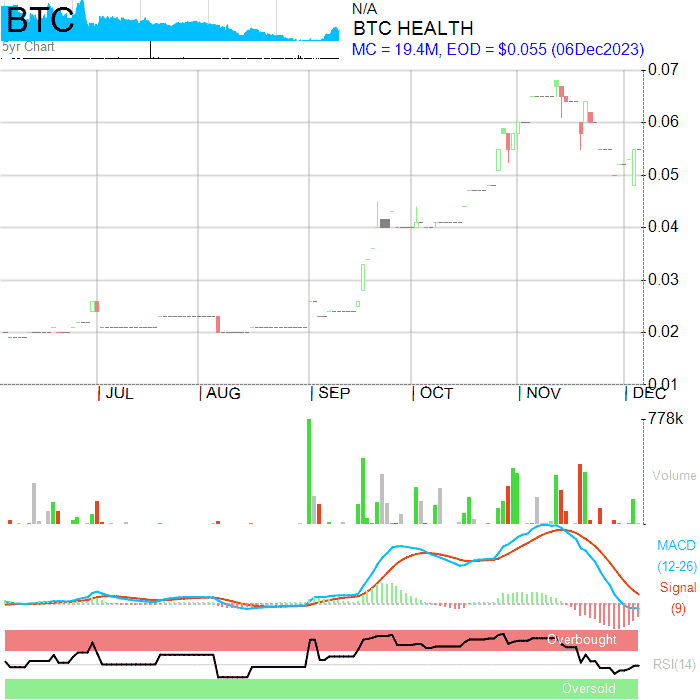 BTC
5yr Chart
N/A
BTC HEALTH
MC = 19.4M, EOD = $0.055 (06Dec2023)
0.07
0.06
0.05
0.04
0.03
0.02
0.01
JUL
AUG
SEP
OCT
NOV
DEC
778k
Volume
MACD
(12-26)
Signal
(9)
Overbought
RSI(14)
Oversold